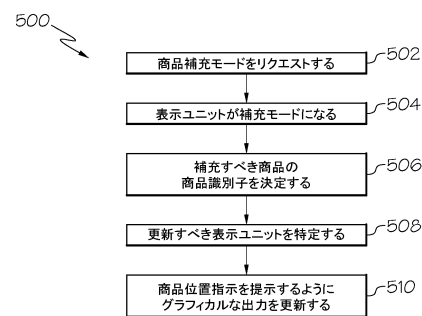 500
商品補充モードをリクエストする
502
表示ユニットが補充モードになる
504
補充すべき商品の
商品識別子を決定する
506
更新すべき表示ユニットを特定する
508
商品位置指示を提示するように
グラフィカルな出力を更新する
510